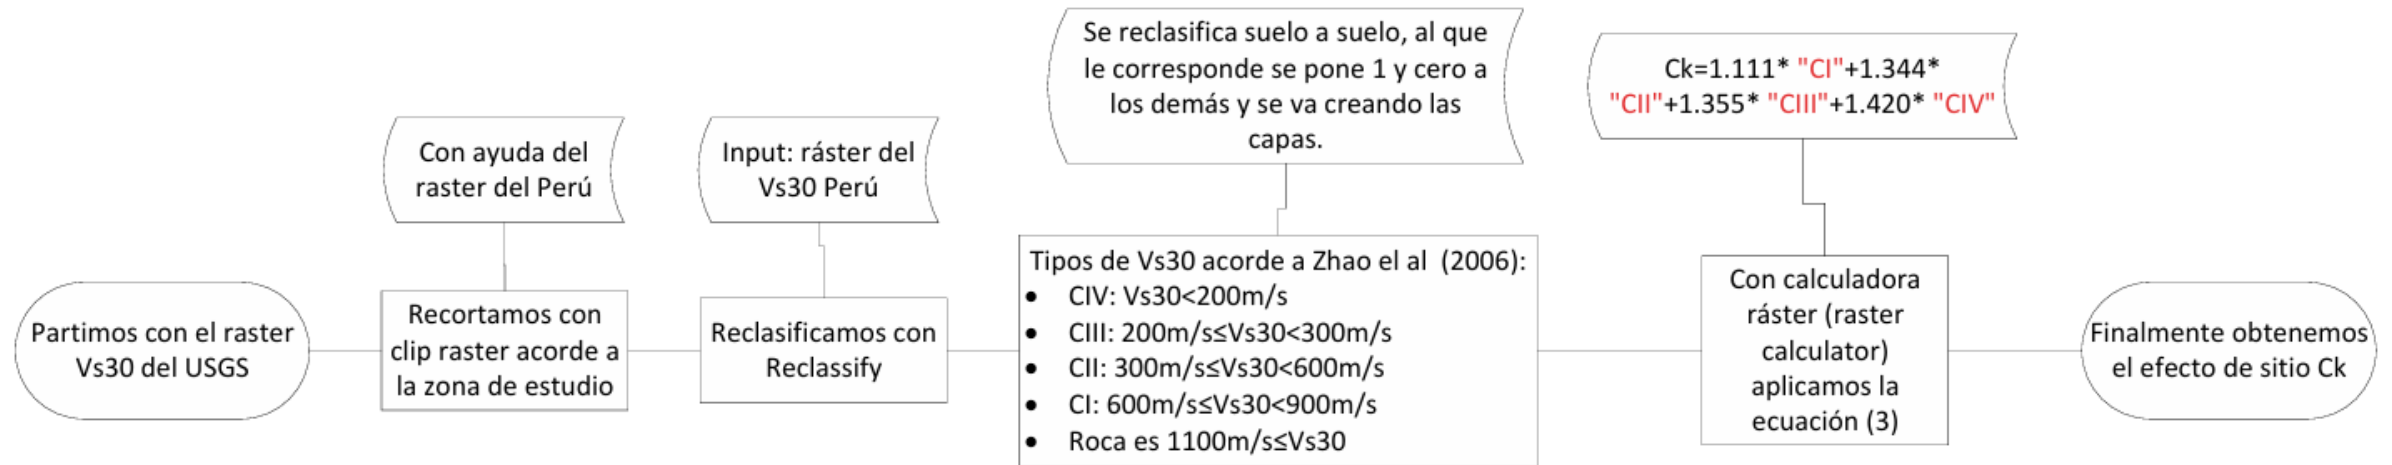 Partimos con el raster
Vs30 del USGS
Con ayuda del
raster del Perú
Recortamos con
clip raster acorde a
la zona de estudio
Input: ráster del
Vs30 Perú
Reclasificamos con
Reclassify
Se reclasifica suelo a suelo, al que
le corresponde se pone 1 y cero a
los demás y se va creando las
capas.
Tipos de Vs30 acorde a Zhao el al (2006):
• CIV: Vs30<200m/s
• CIII: 200m/s≤Vs30<300m/s
• CII: 300m/s≤Vs30<600m/s
• CI: 600m/s≤Vs30<900m/s
• Roca es 1100m/s≤Vs30
Ck=1.111* "CI"+1.344*
"CII"+1.355* "CIII"+1.420* "CIV"
Con calculadora
ráster (raster
calculator)
aplicamos la
ecuación (3)
Finalmente obtenemos
el efecto de sitio Ck